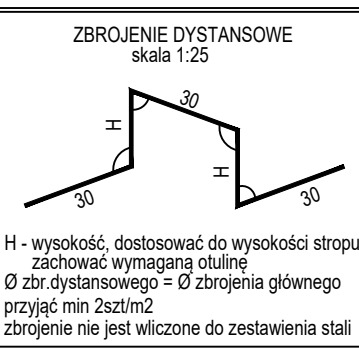 ZBROJENIE DYSTANSOWE
skala 1:25
30
H
H
30
30
H - wysokość, dostosować do wysokości stropu
zachować wymaganą otulinę
Ø zbr.dystansowego = Ø zbrojenia głównego
przyjąć min 2szt/m2
zbrojenie nie jest wliczone do zestawienia stali